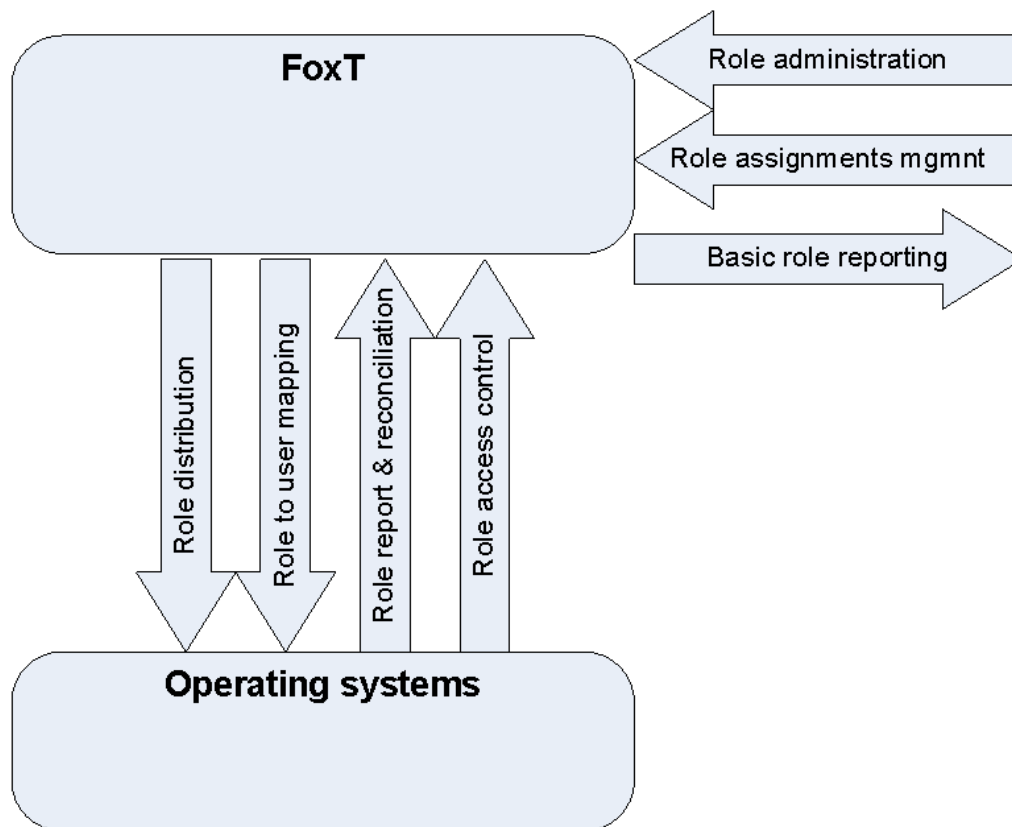 FoxT
Role administration
Role assignments mgmnt
Basic role reporting
Role distribution
Role to user mapping
Role report & reconciliation
Role access control
Operating systems